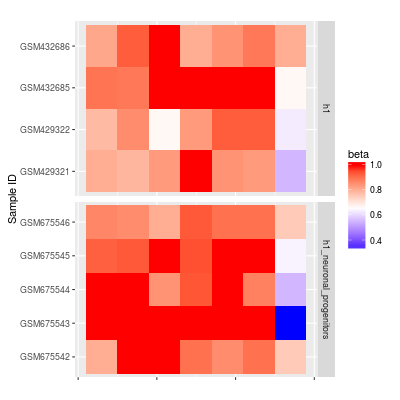 GSM432686
GSM432685
GSM429322
GSM429321
h1
GSM675546
GSM675545
GSM675544
GSM675543
GSM675542
h1_neuronal_progenitors
Sample ID
beta
1.0
0.8
0.6
0.4